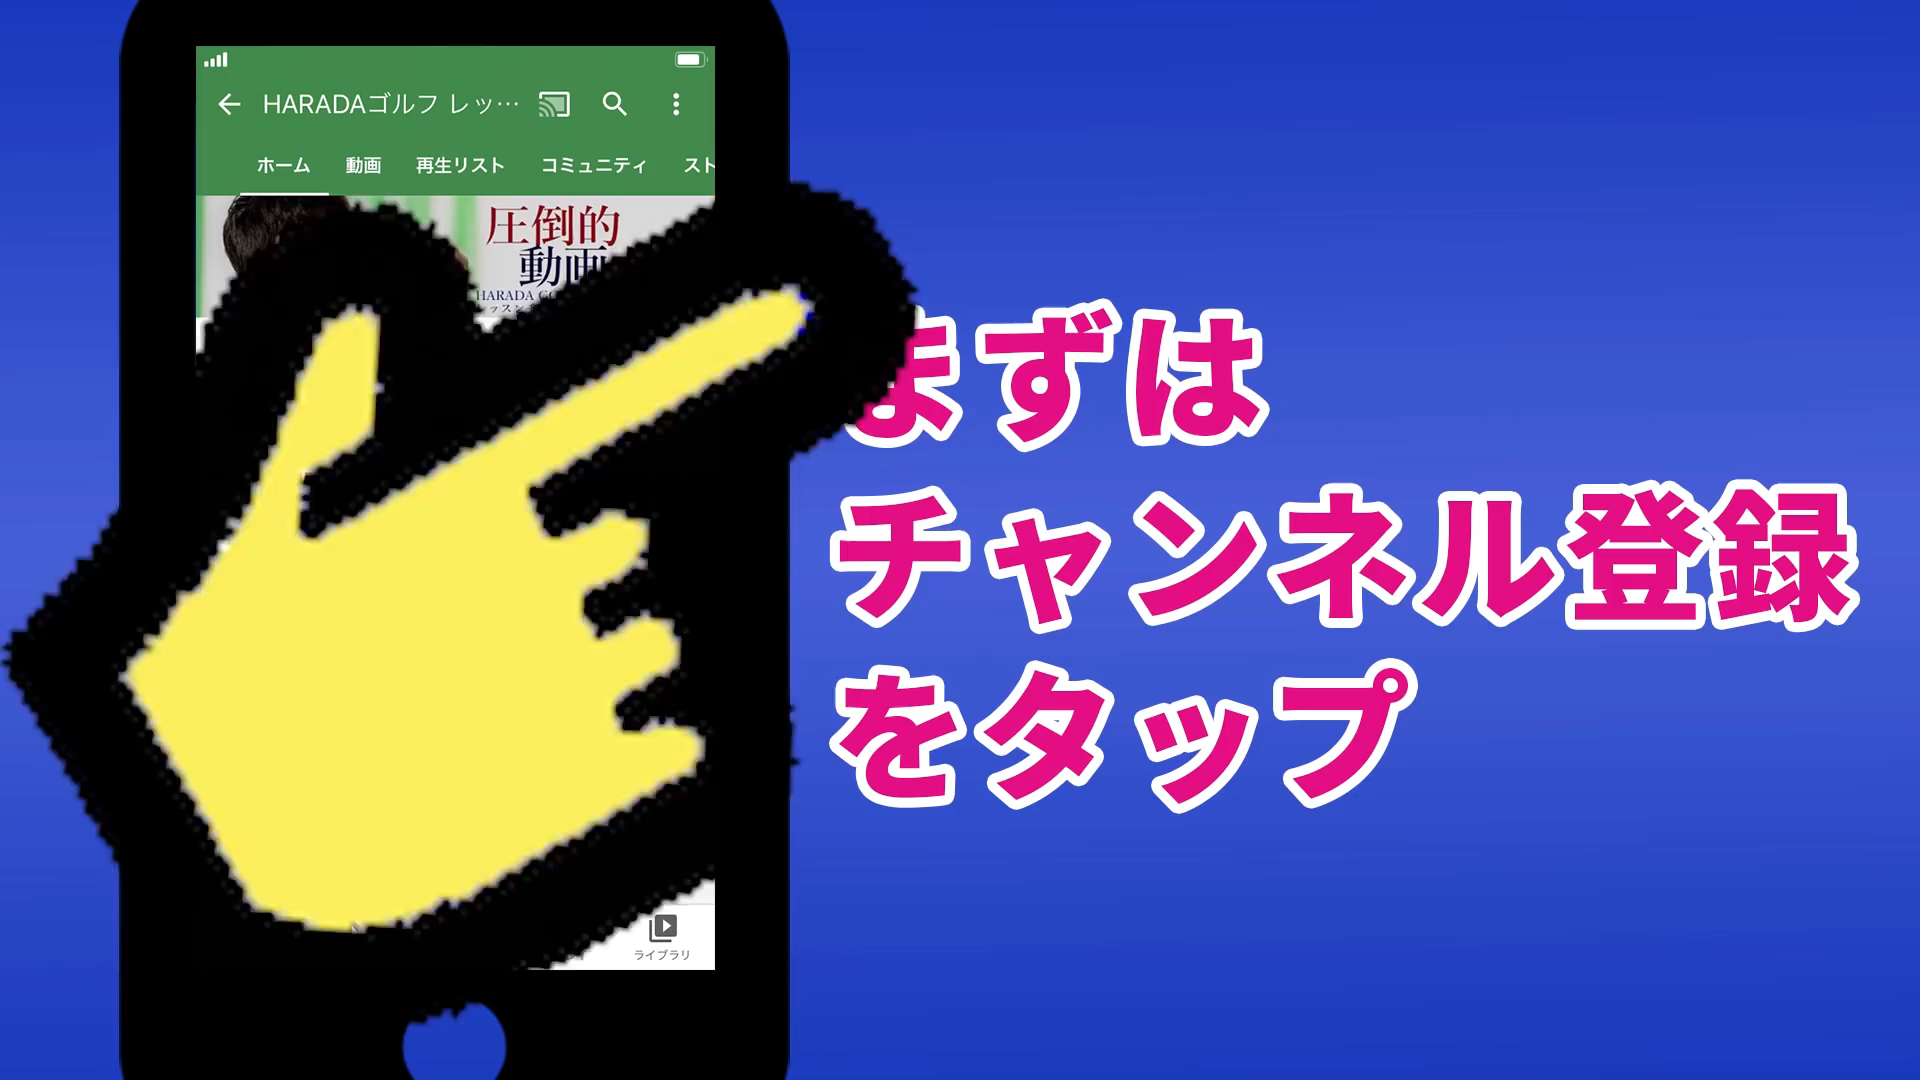 HARADAゴルフ レッ…
ホーム 動画 再生リスト コミュニティ スト
圧倒的
動画
HARADA
まずは
チャンネル登録
をタップ
ライブラリ